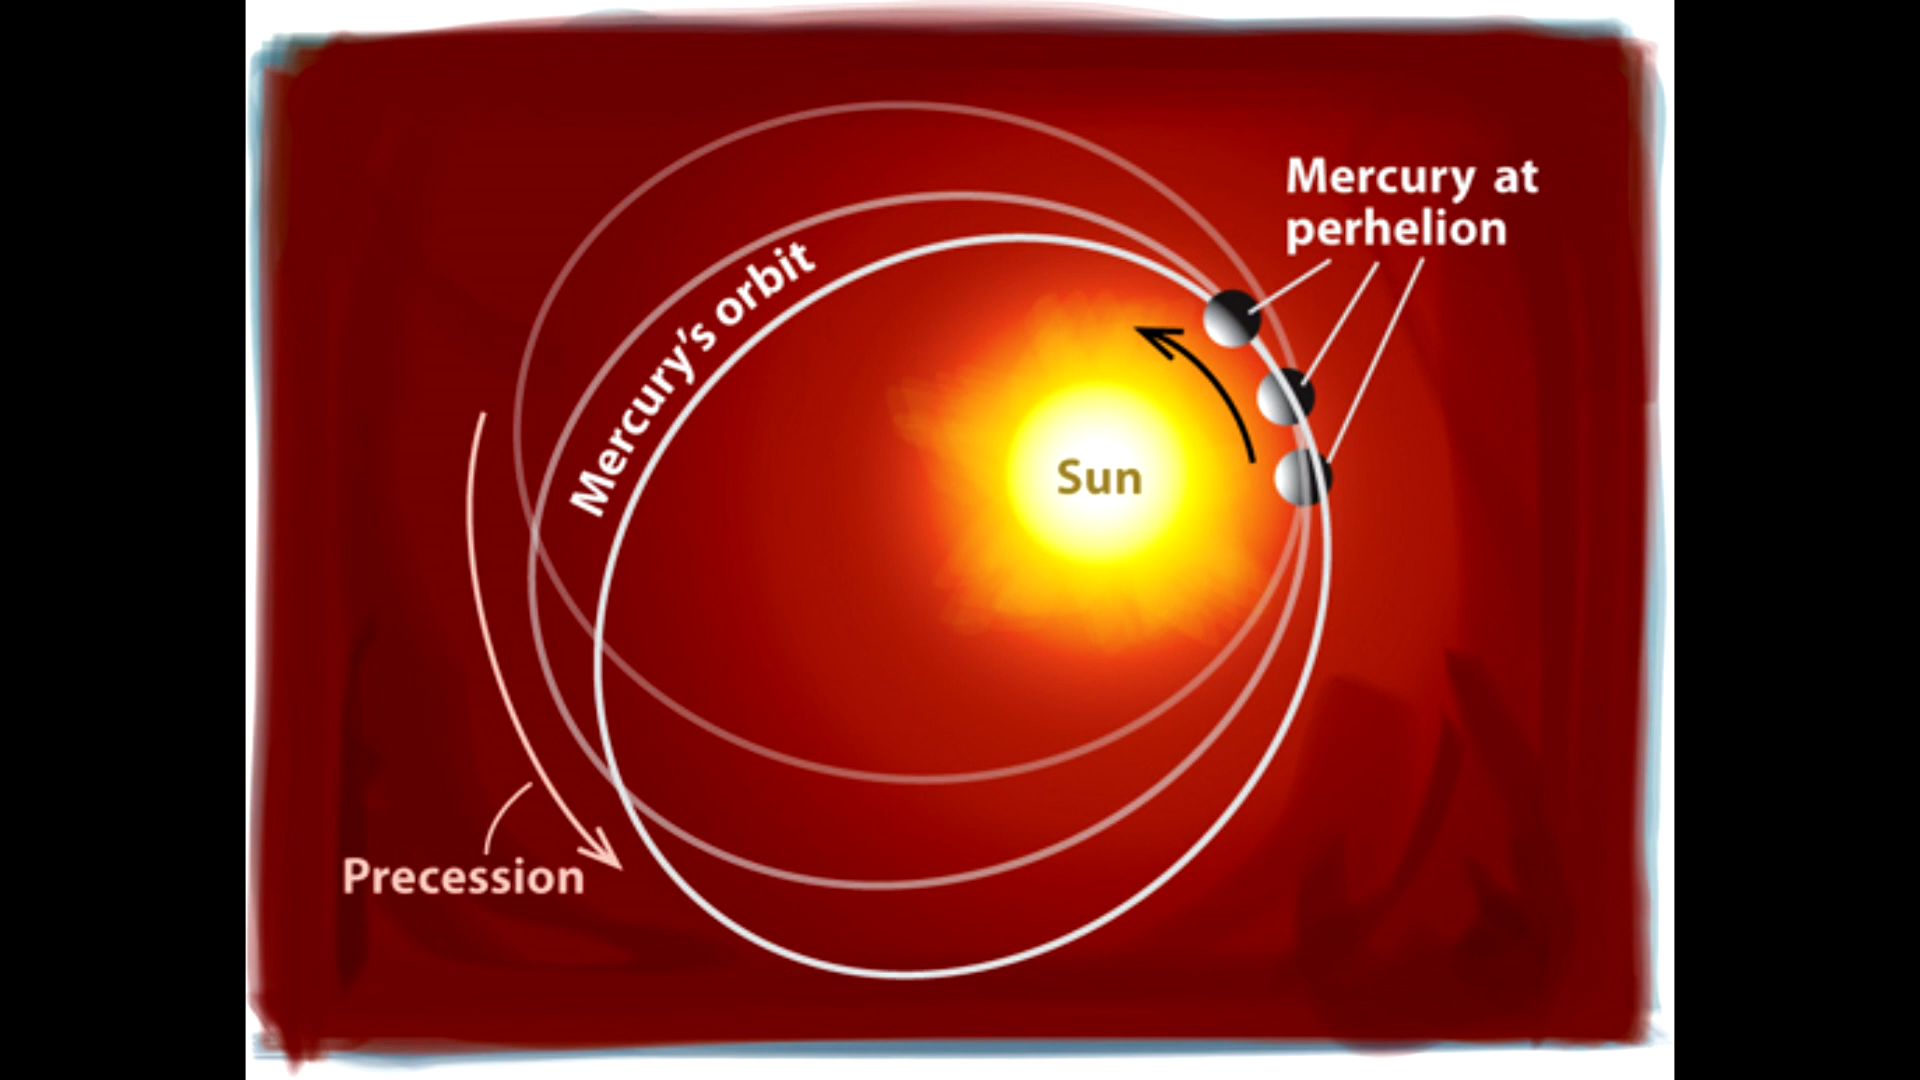 Mercury at
perhelion
Mercury's orbit
Sun
Precession